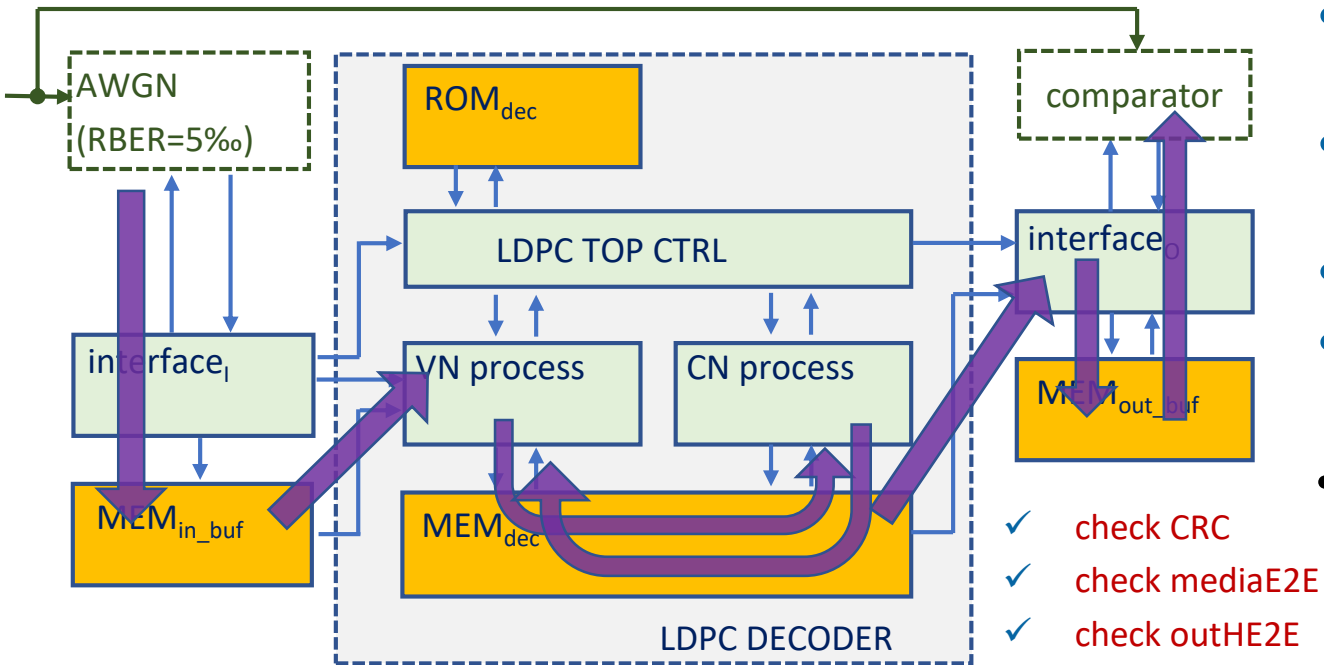 AWGN
(RBER=5‰)
ROMdec
comparator
LDPC TOP CTRL
interfaceO
interfaceI
VN process
CN process
MEMout_buf
MEMin_buf
MEMdec
LDPC DECODER
✓ check CRC
✓ check mediaE2E
✓ check outHE2E